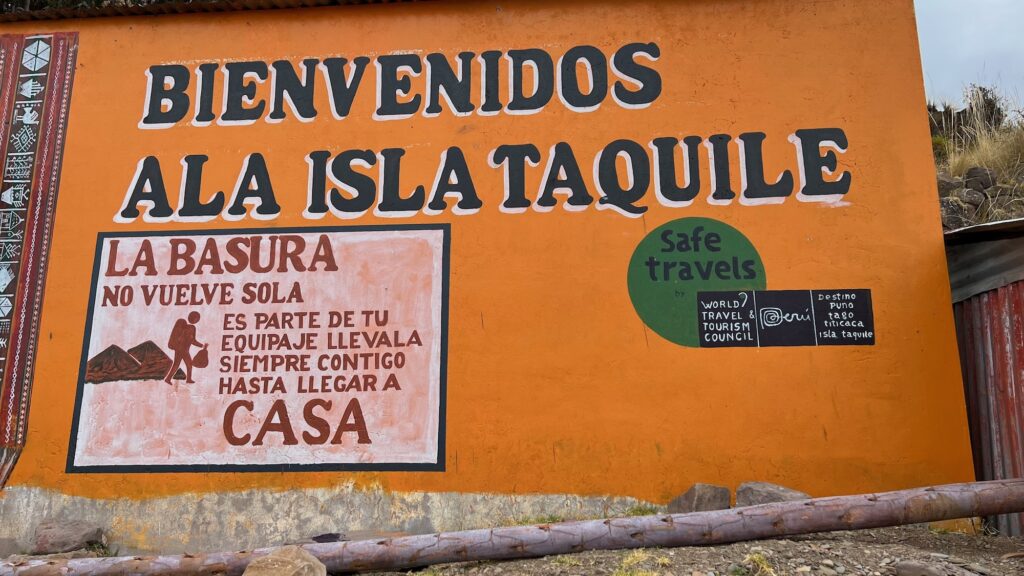 BIENVENIDOS
ALA ISLA TAQUILE
LA BASURA
NO VUELVE SOLA
ES PARTE DE TU
EQUIPAJE LLEVALA
SIEMPRE CONTIGO
HASTA LLEGAR A
CASA
Safe
travels
by
WORLD
TRAVEL &
TOURISM
COUNCIL
Perú
Destino
PUNO
Lago
titicaca
isla taquile